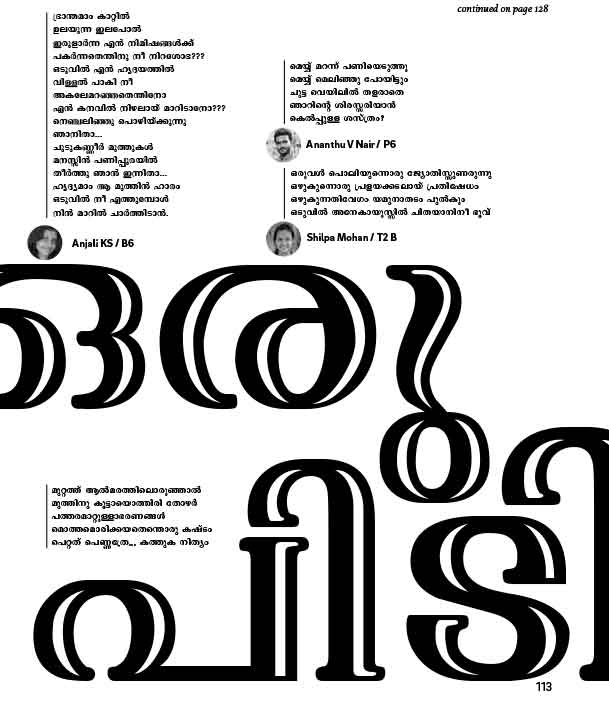 continued on page 128
ഭ്രാന്തമാം കാറ്റിൽ
ഉലയുന്ന ഇലപോൽ
ഇരുളാർന്ന എൻ നിമിഷങ്ങൾക്ക്
പകർന്നതെന്തിനു നീ നിറശോഭ???
ഒടുവിൽ എൻ ഹൃദയത്തിൽ
വിള്ളൽ പാകി നീ
അകലേമറഞ്ഞതെന്തിനോ
എൻ കനവിൽ നിഴലായ് മാറിടാനോ???
നെഞ്ചലിഞ്ഞു പൊഴിയ്ക്കുന്നു
ഞാനിതാ...
ചുടുകണ്ണീർ മുത്തുകൾ
മനസ്സിൻ പണിപ്പുരയിൽ
തീർത്തു ഞാൻ ഇന്നിതാ...
ഹൃദ്യമാം ആ മുത്തിൻ ഹാരം
ഒടുവിൽ നീ എത്തുമ്പോൾ
നിൻ മാറിൽ ചാർത്തിടാൻ.
Anjali KS / B6
മെയ്യ് മറന്ന് പണിയെടുത്തു
മെയ്യ് മെലിഞ്ഞു പോയിട്ടും
ചുട്ട വെയിലിൽ തളരാതെ
ഞാറിന്റെ ശിരസ്സരിയാൻ
കെൽപ്പുള്ള ശസ്ത്രം?
Ananthu V Nair / P6
ഒരുവൾ പൊലിയുന്നൊരു ജ്യോതിസ്സുണരുന്നു
ഒഴുകുന്നൊരു പ്രളയക്കടലായ് പ്രതിഷേധം
ഒഴുകുന്നതിവേഗം യമുനാതടം പുൽകും
ഒടുവിൽ അനേകായുസ്സിൽ ചിതയാനിനീ ഭൂവ്
Shilpa Mohan / T2 B
ഒരു
മുറ്റത്ത് ആൽമരത്തിലൊരുഞ്ഞാൽ
മുത്തിനു കൂട്ടായൊത്തിരി തോഴർ
പത്തരമാറ്റുള്ളാഭരണങ്ങൾ
മൊത്തമൊരിക്കയതെന്തൊരു കഷ്ടം
പെറ്റത് പെണ്ണത്രേ... കത്തുക നിത്യം
പിടി
113